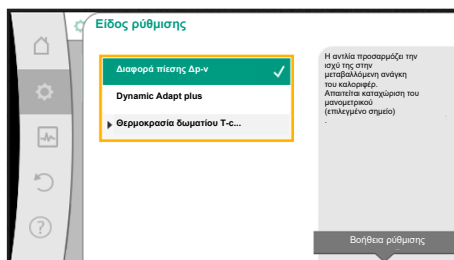 Είδος ρύθμισης
Διαφορά πίεσης Δp-v
Dynamic Adapt plus
Θερμοκρασία δωματίου T-c...
Η αντλία προσαρμόζει την
ισχύ της στην
μεταβαλλόμενη ανάγκη
του καλοριφέρ.
Απαιτείται καταχώριση του
μανομετρικού
(επιλεγμένο σημείο)
.
Βοήθεια ρύθμισης